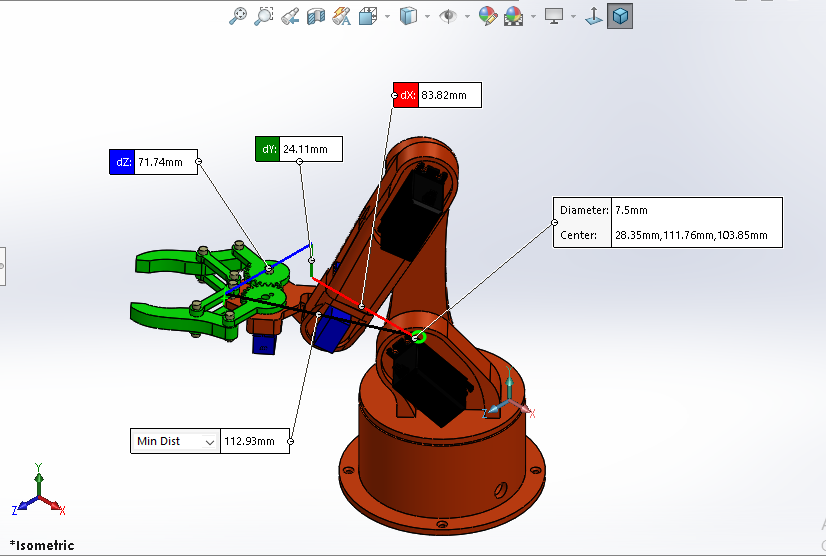 dX: 83.82mm
dY: 24.11mm
dZ: 71.74mm
Diameter: 7.5mm
Center: 28.35mm,111.76mm,103.85mm
Y
Z
X
Min Dist 112.93mm
Y
Z
X
*Isometric